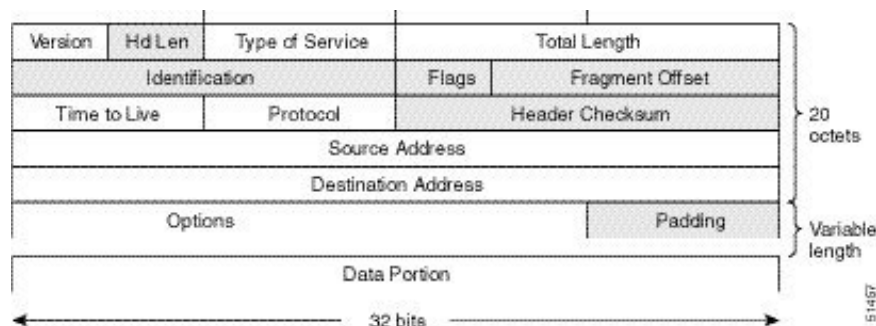 Version Hd Len Type of Service Total Length
Identification Flags Fragment Offset
Time to Live Protocol Header Checksum
20
octets
Source Address
Destination Address
Options Padding
Variable
length
Data Portion
32 bits
51457